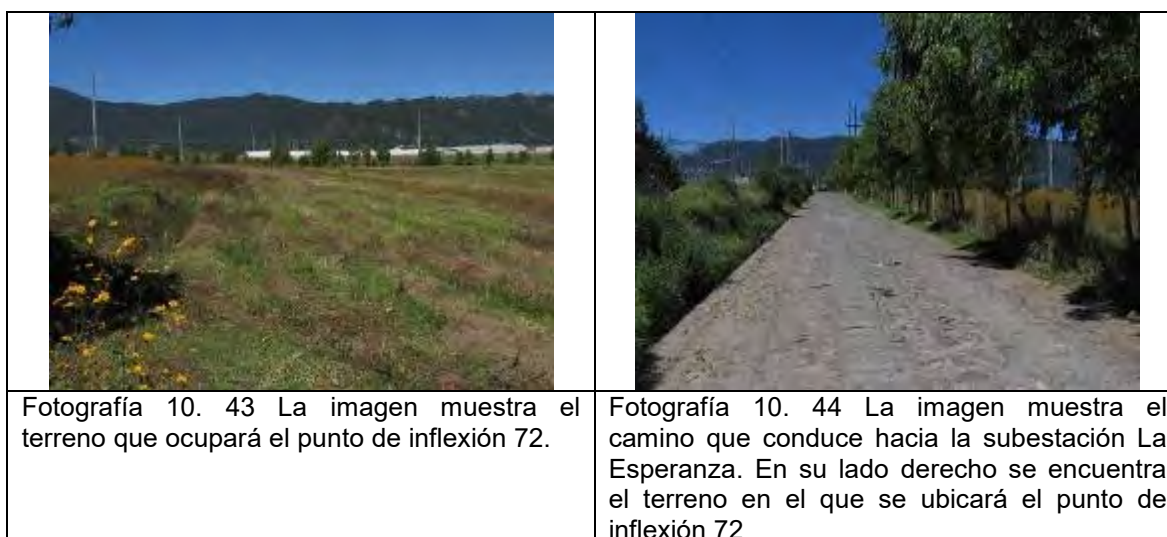 Fotografía 10. 43 La imagen muestra el
terreno que ocupará el punto de inflexión 72.
Fotografía 10. 44 La imagen muestra el
camino que conduce hacia la subestación La
Esperanza. En su lado derecho se encuentra
el terreno en el que se ubicará el punto de
inflexión 72